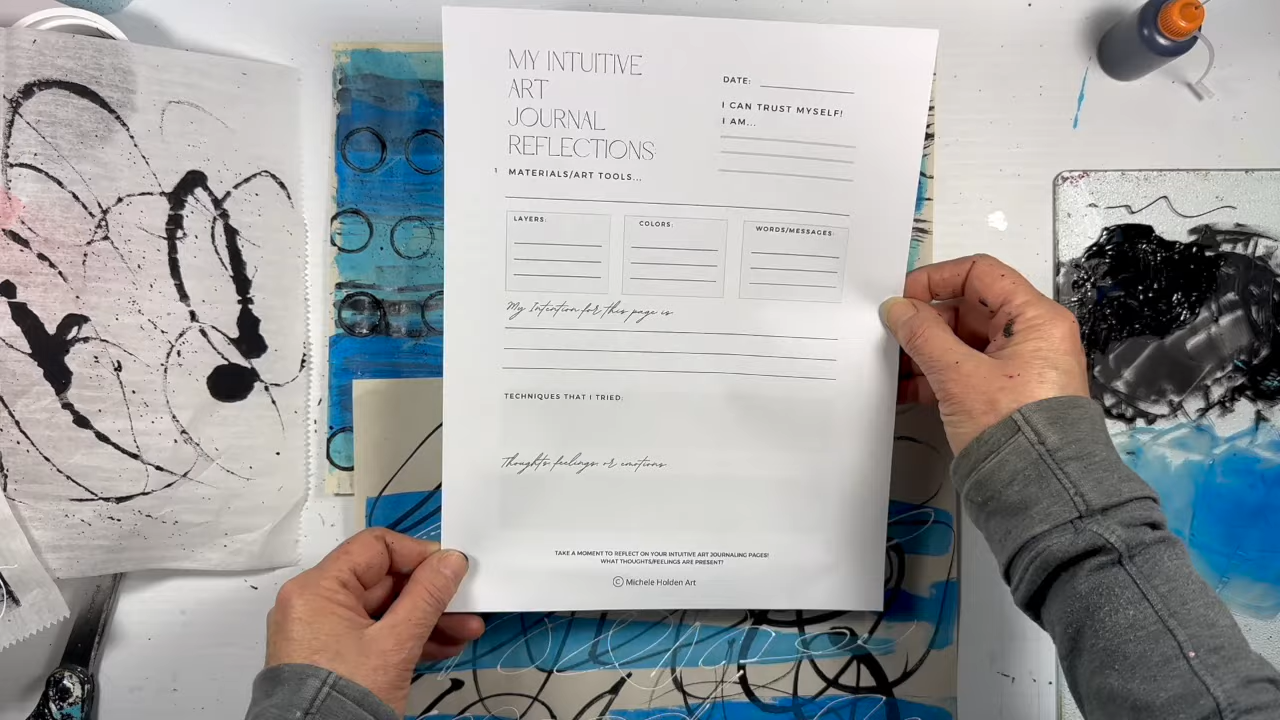 MY INTUITIVE
ART
JOURNAL
REFLECTIONS
DATE:
I CAN TRUST MYSELF!
I AM...
1 MATERIALS/ART TOOLS...
LAYERS:
COLORS:
WORDS/MESSAGES:
My Intention for this page is
TECHNIQUES THAT I TRIED:
Thoughts, feelings, or emotions
TAKE A MOMENT TO REFLECT ON YOUR INTUITIVE ART JOURNALING PAGES!
WHAT THOUGHTS/FEELINGS ARE PRESENT?
© Michele Holden Art